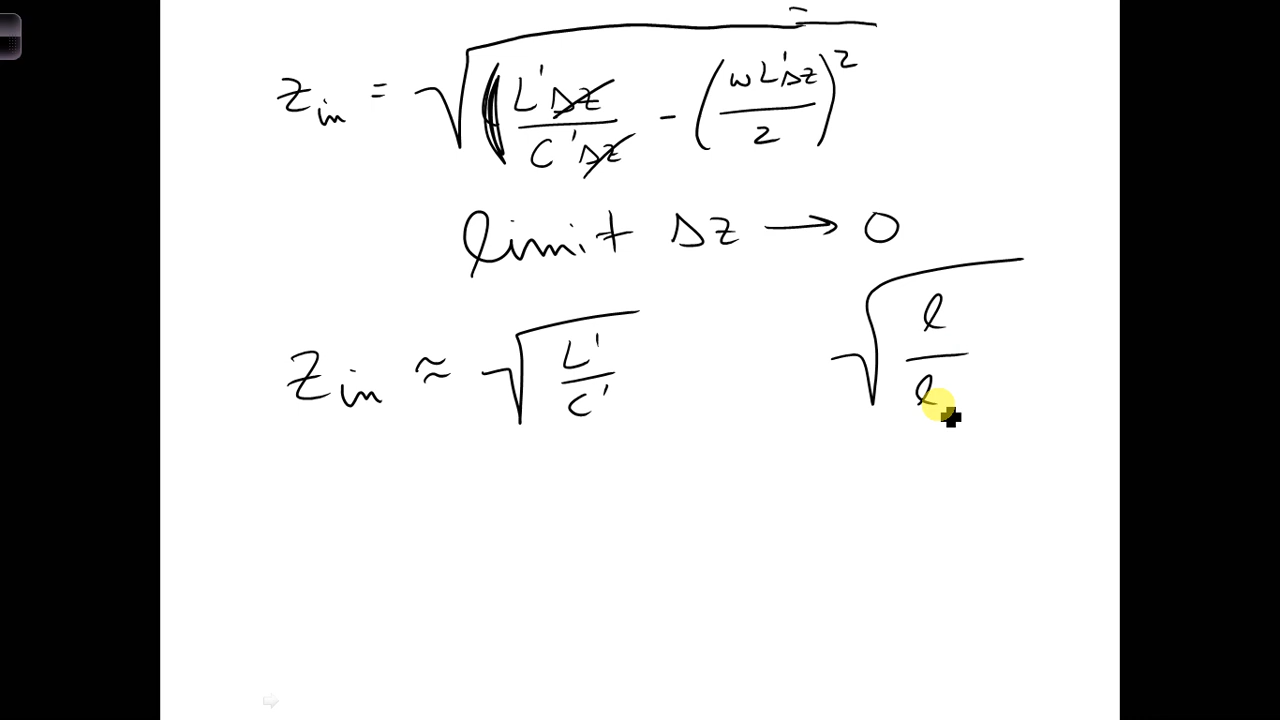 Z_in = √( L'Δz / C'Δz - ( ωL'Δz / 2 )² )
limit Δz → 0
Z_in ≈ √( L' / C' ) √( l / l )